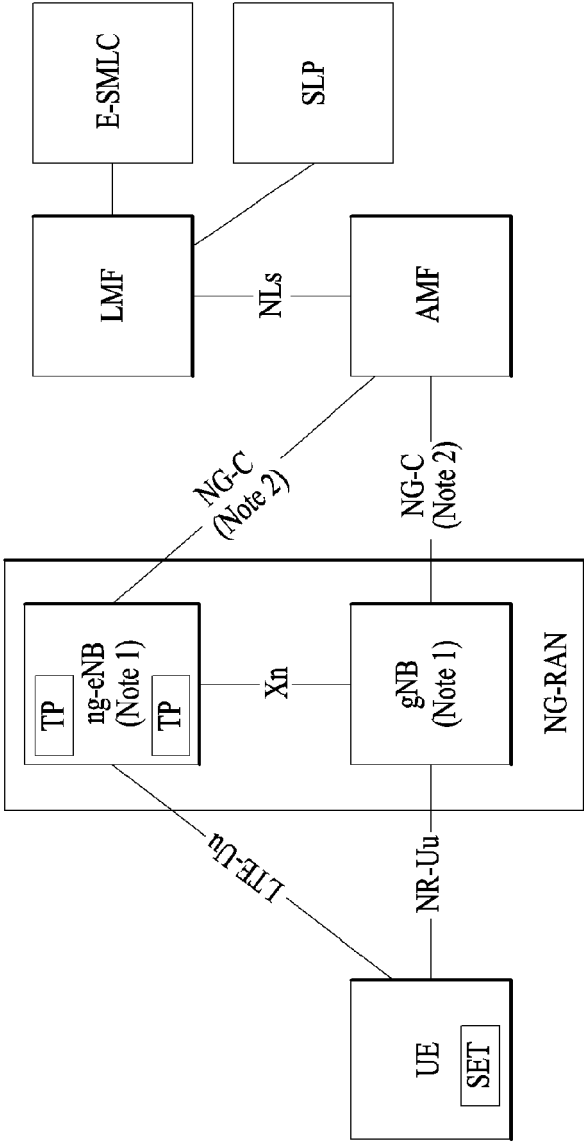 E-SMLC
SLP
LMF
NLs
AMF
NG-C
(Note 2)
NG-C
(Note 2)
TP
ng-eNB
(Note 1)
TP
Xn
gNB
(Note 1)
NG-RAN
LTE-Uu
NR-Uu
UE
SET